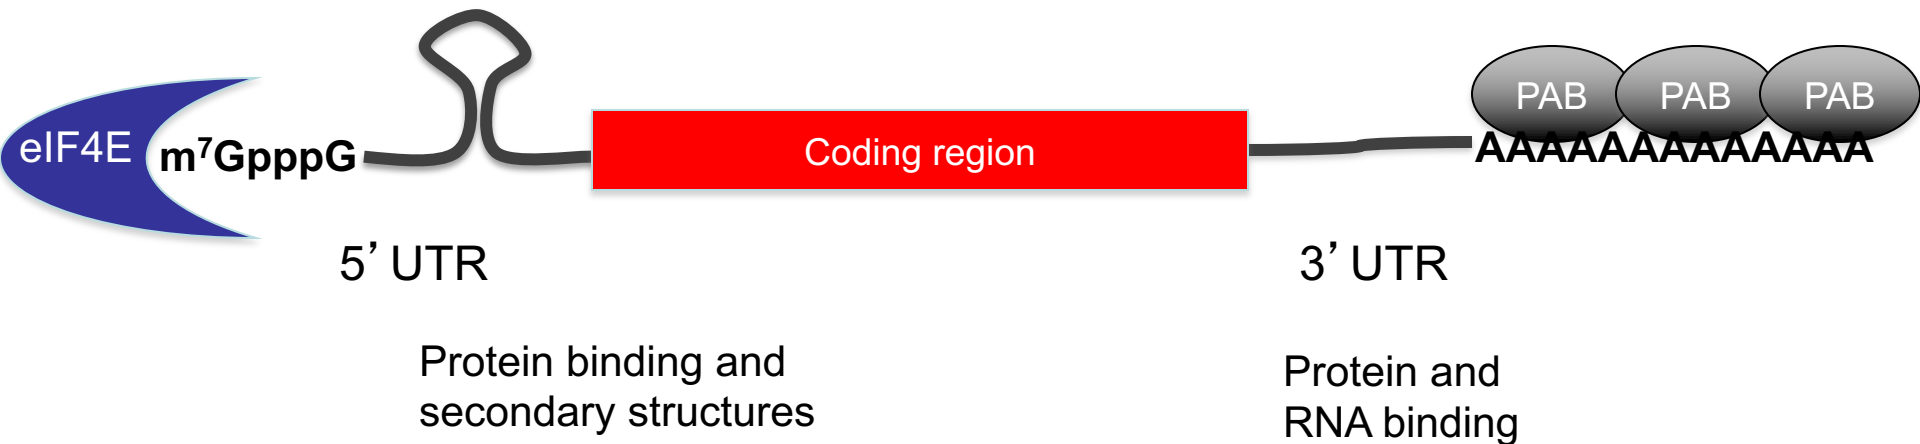 eIF4E
m⁷GpppG
Coding region
PAB PAB PAB
AAAAAAAAAAAAA
5’ UTR
3’ UTR
Protein binding and
secondary structures
Protein and
RNA binding